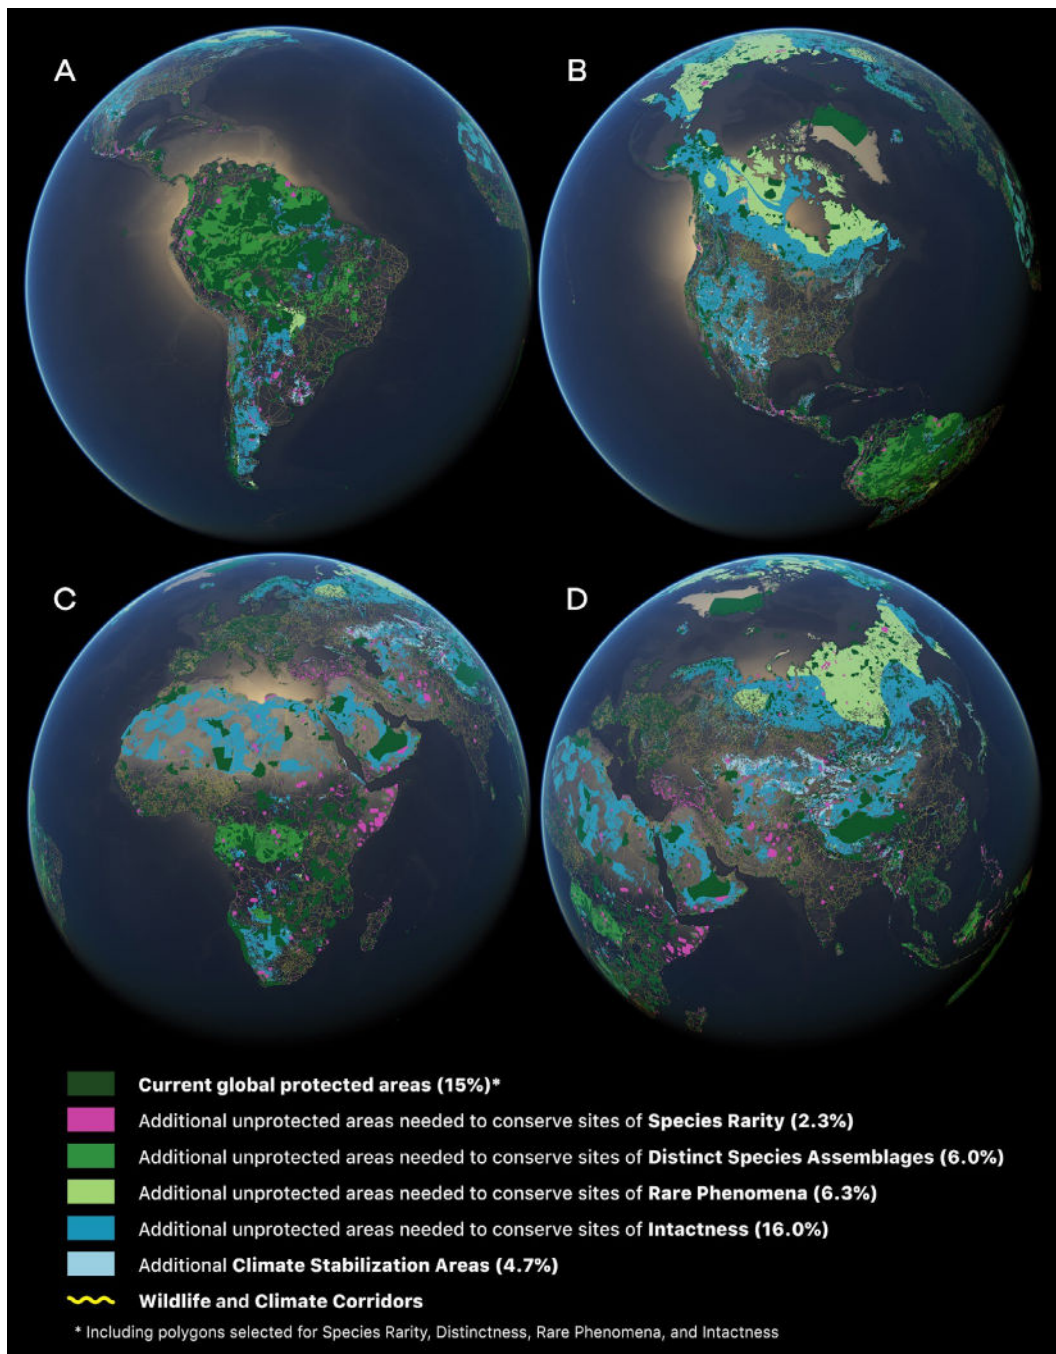 A
B
C
D
Current global protected areas (15%)*
Additional unprotected areas needed to conserve sites of Species Rarity (2.3%)
Additional unprotected areas needed to conserve sites of Distinct Species Assemblages (6.0%)
Additional unprotected areas needed to conserve sites of Rare Phenomena (6.3%)
Additional unprotected areas needed to conserve sites of Intactness (16.0%)
Additional Climate Stabilization Areas (4.7%)
Wildlife and Climate Corridors
* Including polygons selected for Species Rarity, Distinctness, Rare Phenomena, and Intactness